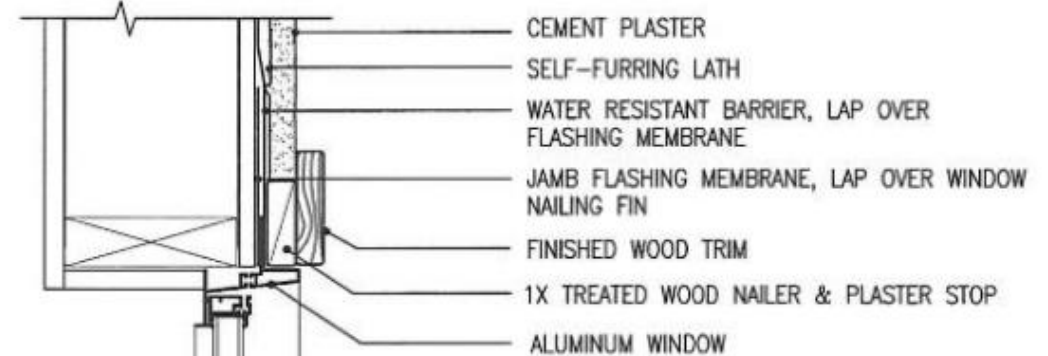 CEMENT PLASTER
SELF-FURRING LATH
WATER RESISTANT BARRIER, LAP OVER
FLASHING MEMBRANE
JAMB FLASHING MEMBRANE, LAP OVER WINDOW
NAILING FIN
FINISHED WOOD TRIM
1X TREATED WOOD NAILER & PLASTER STOP
ALUMINUM WINDOW